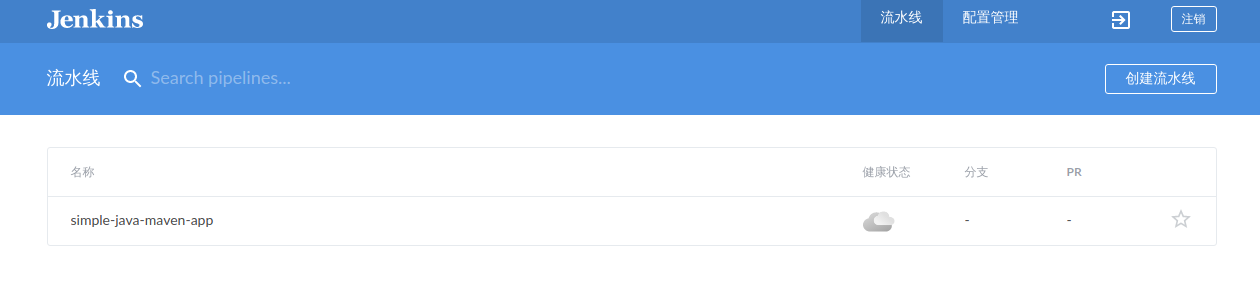 Jenkins 流水线 配置管理 注销
流水线 Search pipelines... 创建流水线
名称 健康状态 分支 PR
simple-java-maven-app - -